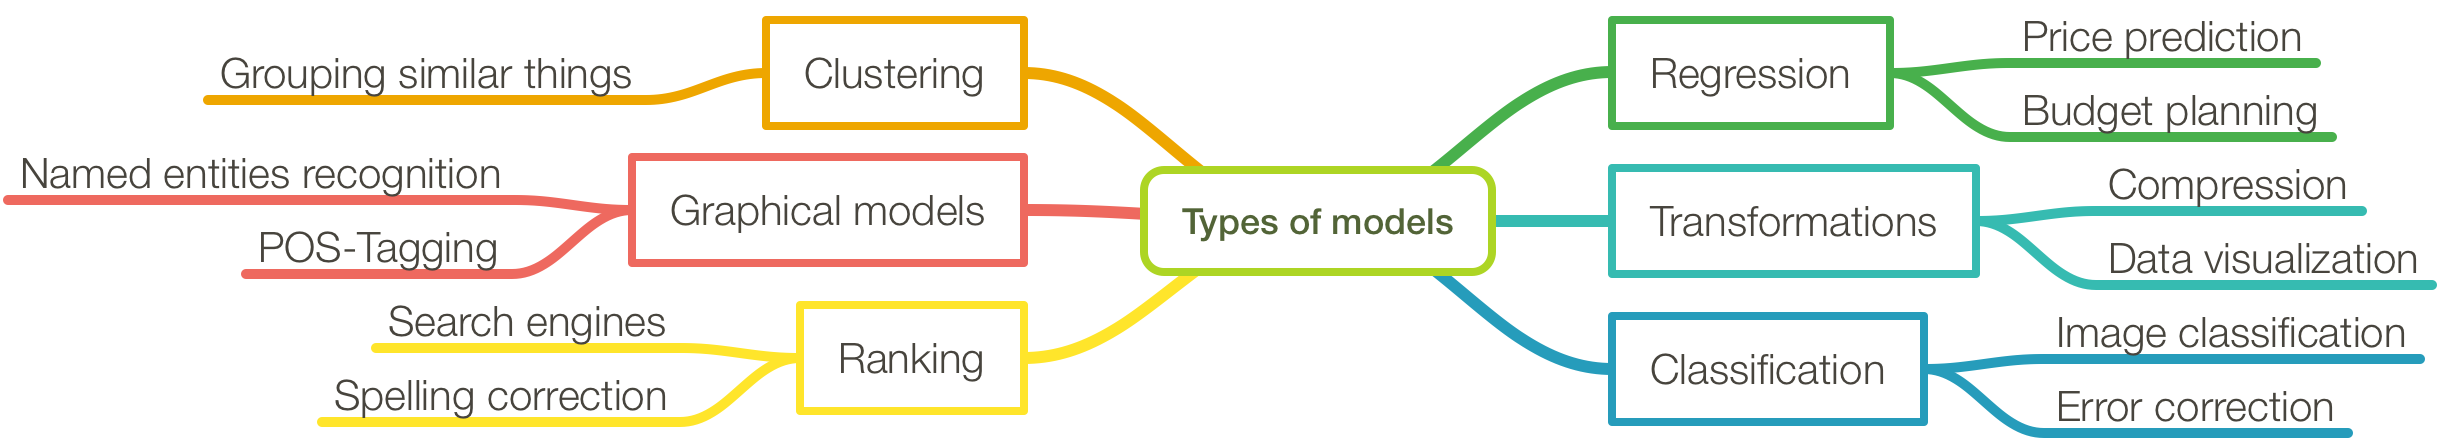 Types of models
Clustering
Grouping similar things
Graphical models
Named entities recognition
POS-Tagging
Ranking
Search engines
Spelling correction
Regression
Price prediction
Budget planning
Transformations
Compression
Data visualization
Classification
Image classification
Error correction